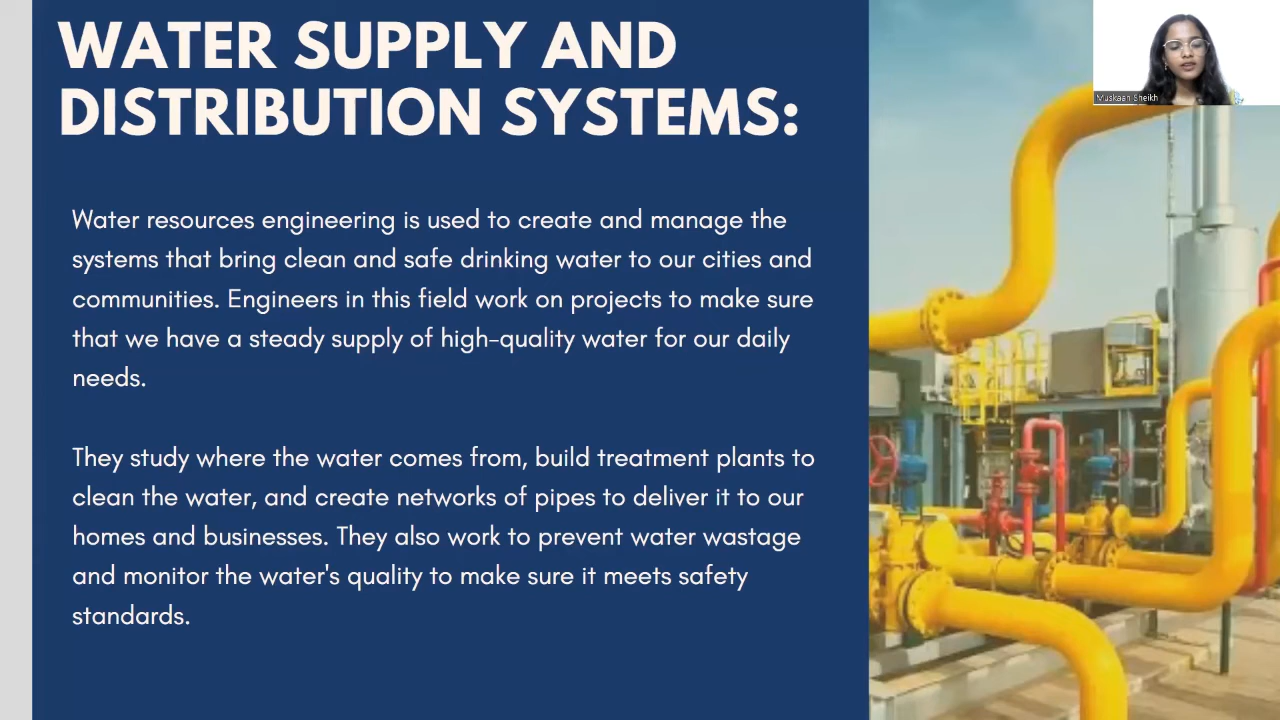 WATER SUPPLY AND
DISTRIBUTION SYSTEMS:
Muskaan Sheikh
Water resources engineering is used to create and manage the
systems that bring clean and safe drinking water to our cities and
communities. Engineers in this field work on projects to make sure
that we have a steady supply of high-quality water for our daily
needs.
They study where the water comes from, build treatment plants to
clean the water, and create networks of pipes to deliver it to our
homes and businesses. They also work to prevent water wastage
and monitor the water's quality to make sure it meets safety
standards.